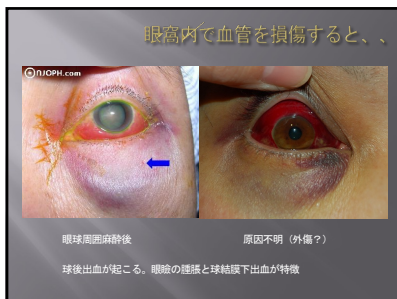 眼窩内で血管を損傷すると、、
NJOPH.com
眼球周囲麻酔後
原因不明（外傷？）
球後出血が起こる。眼瞼の腫脹と球結膜下出血が特徴